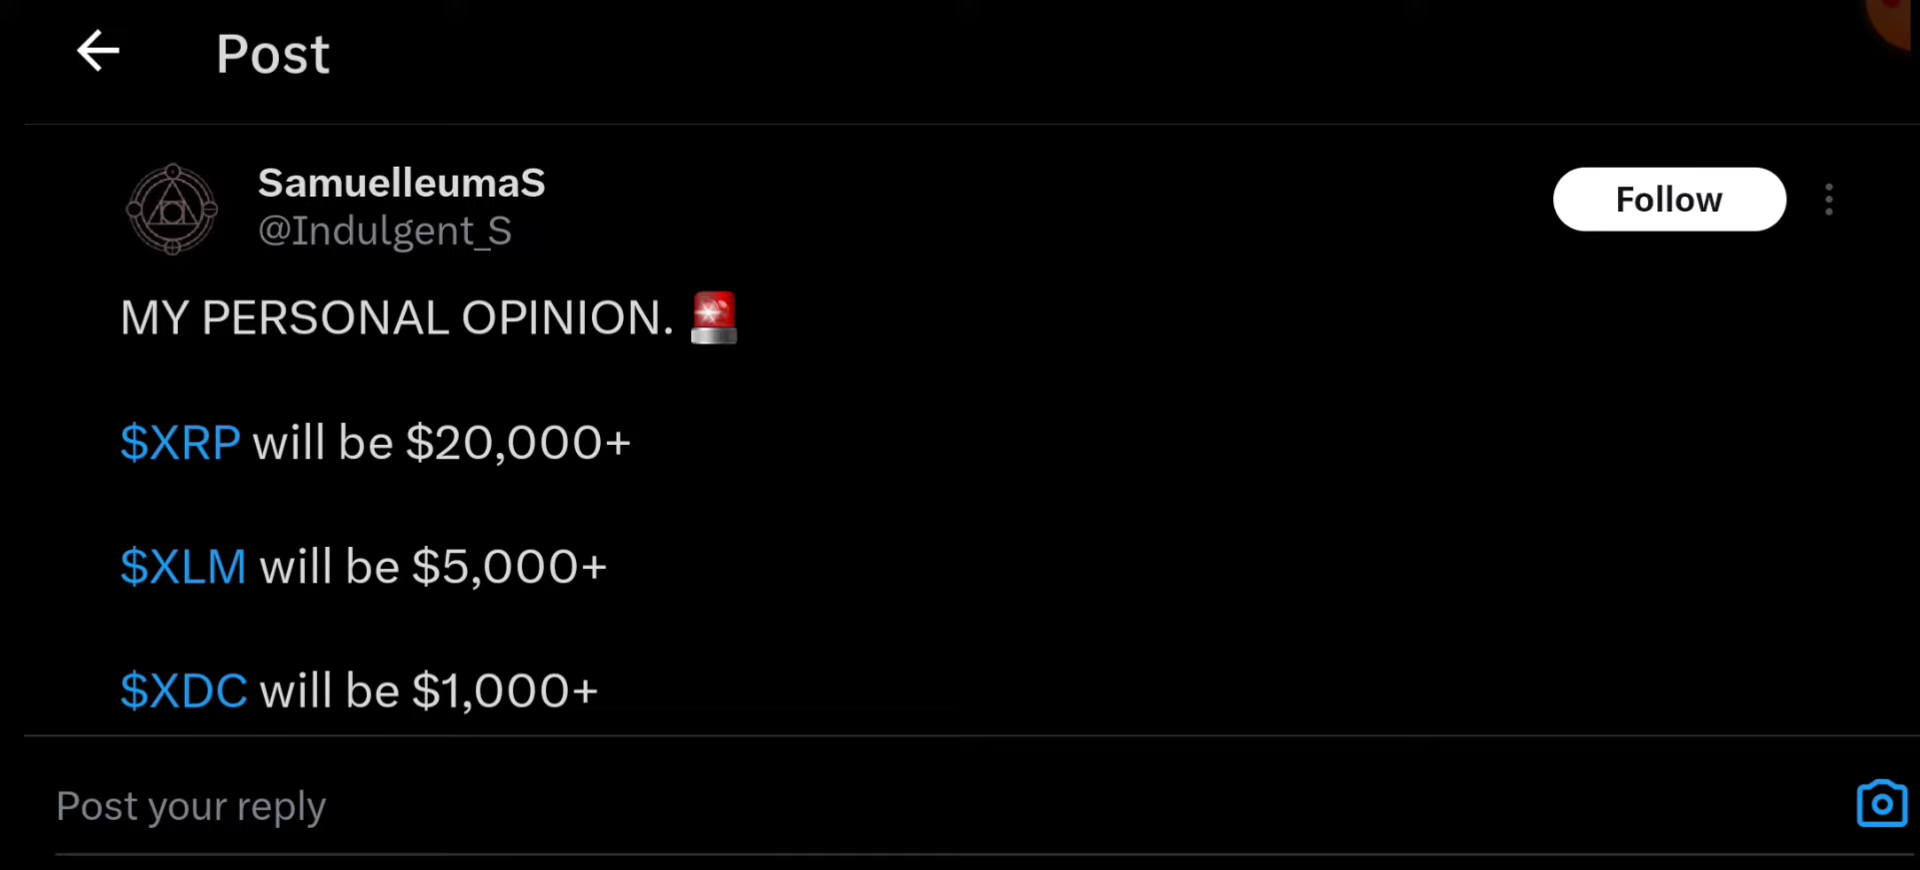 Post
SamuelleumaS
Follow
@Indulgent_S
MY PERSONAL OPINION. 🚨
$XRP will be $20,000+
$XLM will be $5,000+
$XDC will be $1,000+
Post your reply